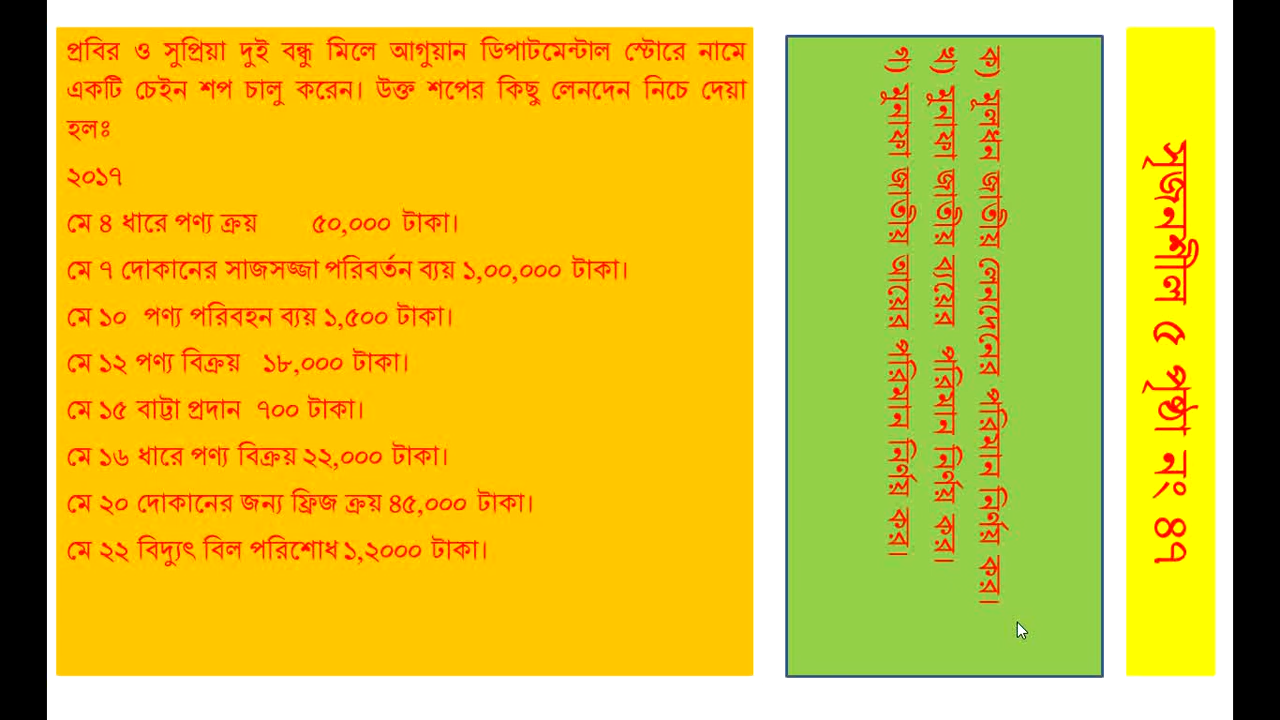 প্রবির ও সুপ্রিয়া দুই বন্ধু মিলে আগুয়ান ডিপাটমেন্টাল স্টোরে নামে
একটি চেইন শপ চালু করেন। উক্ত শপের কিছু লেনদেন নিচে দেয়া
হলঃ
২০১৭
মে ৪ ধারে পণ্য ক্রয় ৫০,০০০ টাকা।
মে ৭ দোকানের সাজসজ্জা পরিবর্তন ব্যয় ১,০০,০০০ টাকা।
মে ১০ পণ্য পরিবহন ব্যয় ১,৫০০ টাকা।
মে ১২ পণ্য বিক্রয় ১৮,০০০ টাকা।
মে ১৫ বাট্টা প্রদান ৭০০ টাকা।
মে ১৬ ধারে পণ্য বিক্রয় ২২,০০০ টাকা।
মে ২০ দোকানের জন্য ফ্রিজ ক্রয় ৪৫,০০০ টাকা।
মে ২২ বিদ্যুৎ বিল পরিশোধ ১,২০০০ টাকা।
ক) মুলধন জাতীয় লেনদেনের পরিমান নির্ণয় কর।
খ) মুনাফা জাতীয় ব্যয়ের পরিমান নির্ণয় কর।
গ) মুনাফা জাতীয় আয়ের পরিমান নির্ণয় কর।
সৃজনশীল ৫ পৃষ্ঠা নং ৪৭